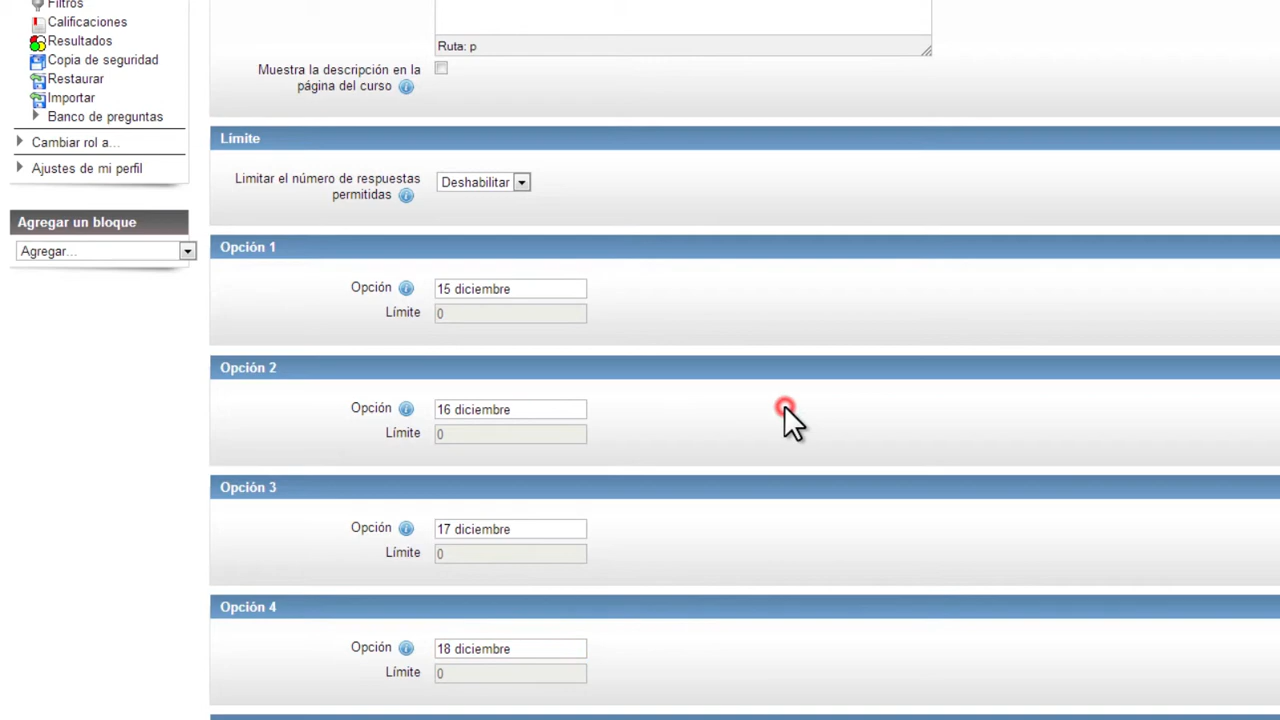 Filtros
Calificaciones
Resultados
Copia de seguridad
Restaurar
Importar
Banco de preguntas
Cambiar rol a...
Ajustes de mi perfil
Agregar un bloque
Agregar...
Ruta: p
Muestra la descripción en la
página del curso
Límite
Limitar el número de respuestas
permitidas
Deshabilitar
Opción 1
Opción
15 diciembre
Límite
0
Opción 2
Opción
16 diciembre
Límite
0
Opción 3
Opción
17 diciembre
Límite
0
Opción 4
Opción
18 diciembre
Límite
0